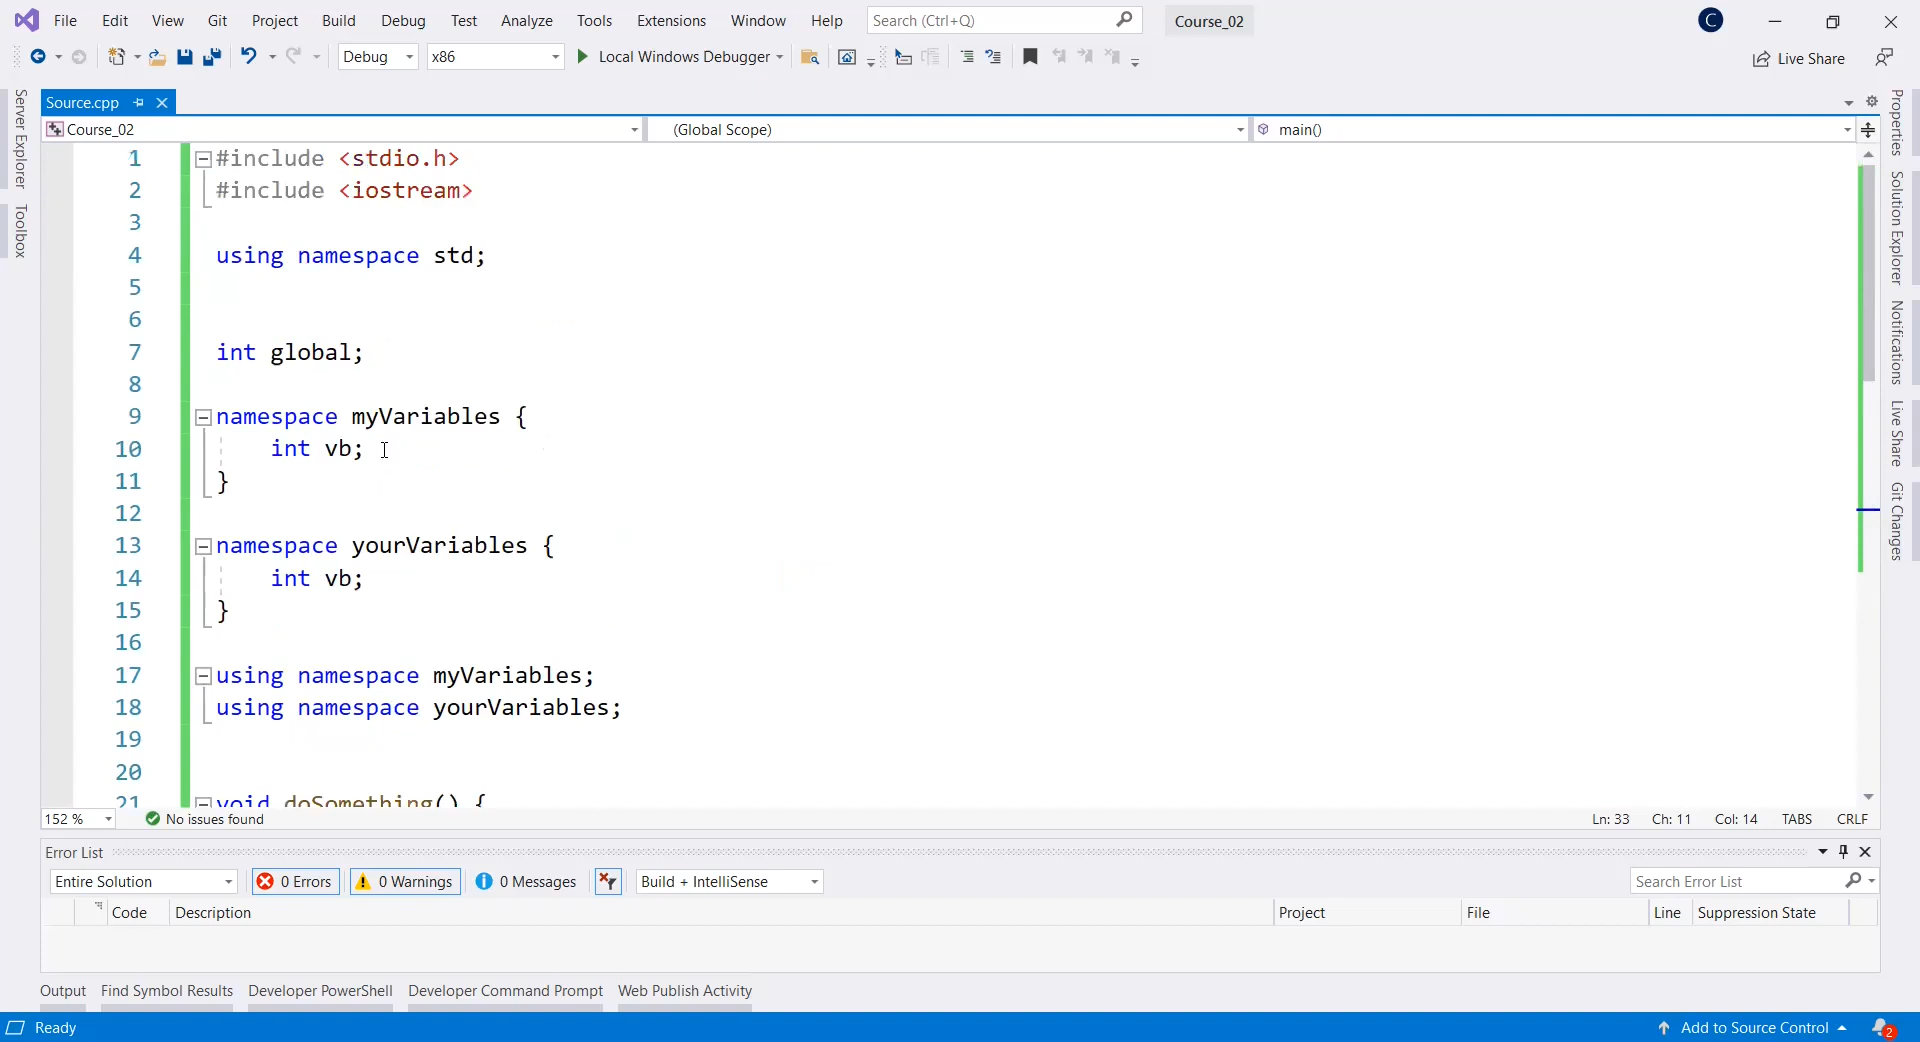 File Edit View Git Project Build Debug Test Analyze Tools Extensions Window Help Search (Ctrl+Q) Course_02 C
Debug x86 Local Windows Debugger Live Share
Source.cpp
Course_02 (Global Scope) main()
1 #include <stdio.h>
2 #include <iostream>
3
4 using namespace std;
5
6
7 int global;
8
9 namespace myVariables {
10 int vb;
11 }
12
13 namespace yourVariables {
14 int vb;
15 }
16
17 using namespace myVariables;
18 using namespace yourVariables;
19
20
21 void doSomething() {
152 % No issues found Ln: 33 Ch: 11 Col: 14 TABS CRLF
Error List
Entire Solution 0 Errors 0 Warnings 0 Messages Build + IntelliSense Search Error List
Code Description Project File Line Suppression State
Output Find Symbol Results Developer PowerShell Developer Command Prompt Web Publish Activity
Ready Add to Source Control 2
Server Explorer
Toolbox
Properties
Solution Explorer
Notifications
Live Share
Git Changes